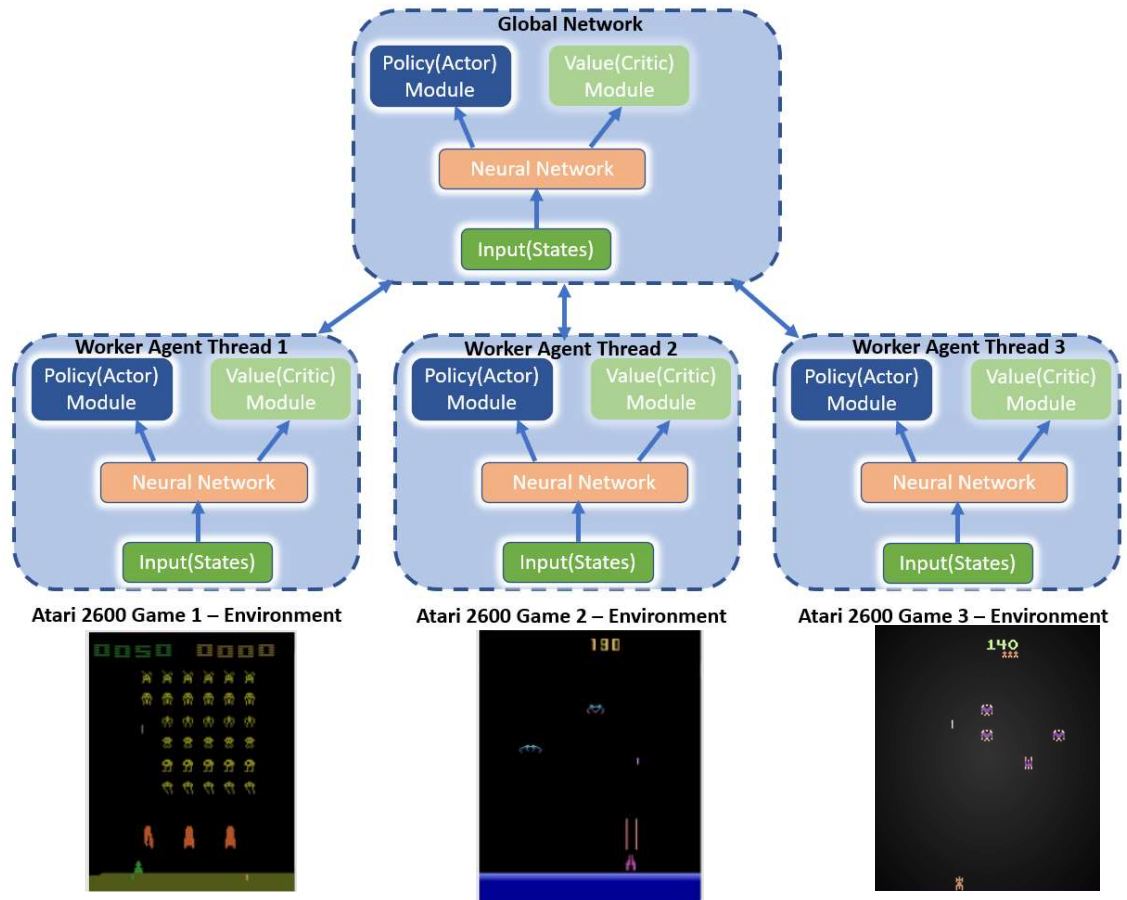 Global Network
Policy(Actor)
Module
Value(Critic)
Module
Neural Network
Input(States)
Worker Agent Thread 1
Policy(Actor)
Module
Value(Critic)
Module
Neural Network
Input(States)
Worker Agent Thread 2
Policy(Actor)
Module
Value(Critic)
Module
Neural Network
Input(States)
Worker Agent Thread 3
Policy(Actor)
Module
Value(Critic)
Module
Neural Network
Input(States)
Atari 2600 Game 1 – Environment
Atari 2600 Game 2 – Environment
Atari 2600 Game 3 – Environment
0050 0000
190
140